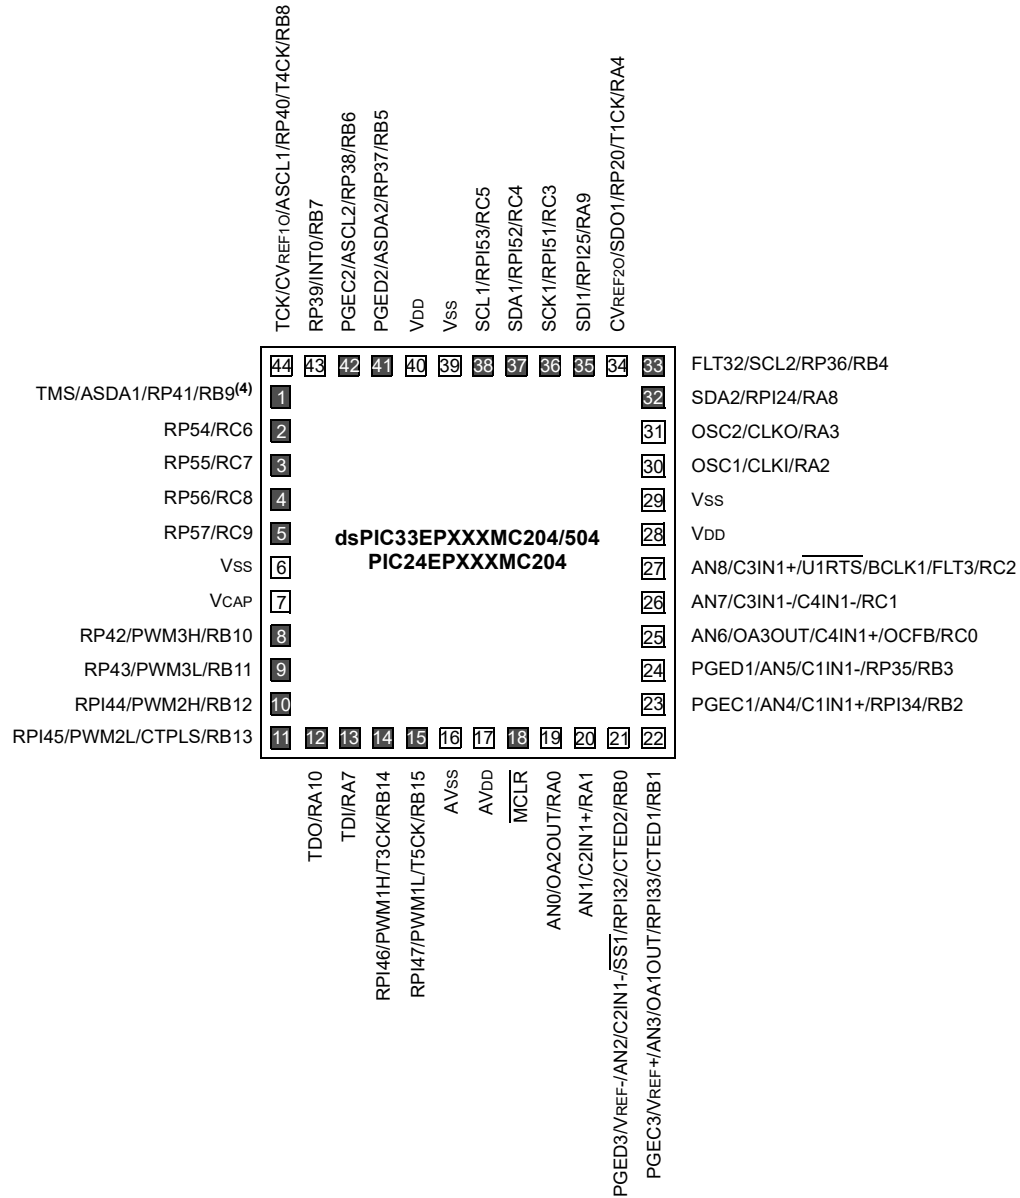 TCK/CVREF1O/ASCL1/RP40/T4CK/RB8
RP39/INT0/RB7
PGEC2/ASCL2/RP38/RB6
PGED2/ASDA2/RP37/RB5
VDD
VSS
SCL1/RPI53/RC5
SDA1/RPI52/RC4
SCK1/RPI51/RC3
SDI1/RPI25/RA9
CVREF2O/SDO1/RP20/T1CK/RA4
44 43 42 41 40 39 38 37 36 35 34 33 FLT32/SCL2/RP36/RB4
TMS/ASDA1/RP41/RB9(4) 1 32 SDA2/RPI24/RA8
RP54/RC6 2 31 OSC2/CLKO/RA3
RP55/RC7 3 30 OSC1/CLKI/RA2
RP56/RC8 4 29 VSS
RP57/RC9 5 28 VDD
dsPIC33EPXXXMC204/504
PIC24EPXXXMC204
VSS 6 27 AN8/C3IN1+/U1RTS/BCLK1/FLT3/RC2
VCAP 7 26 AN7/C3IN1-/C4IN1-/RC1
RP42/PWM3H/RB10 8 25 AN6/OA3OUT/C4IN1+/OCFB/RC0
RP43/PWM3L/RB11 9 24 PGED1/AN5/C1IN1-/RP35/RB3
RPI44/PWM2H/RB12 10 23 PGEC1/AN4/C1IN1+/RPI34/RB2
RPI45/PWM2L/CTPLS/RB13 11 12 13 14 15 16 17 18 19 20 21 22
TDO/RA10
TDI/RA7
RPI46/PWM1H/T3CK/RB14
RPI47/PWM1L/T5CK/RB15
AVSS
AVDD
MCLR
AN0/OA2OUT/RA0
AN1/C2IN1+/RA1
PGED3/VREF-/AN2/C2IN1-/SS1/RPI32/CTED2/RB0
PGEC3/VREF+/AN3/OA1OUT/RPI33/CTED1/RB1